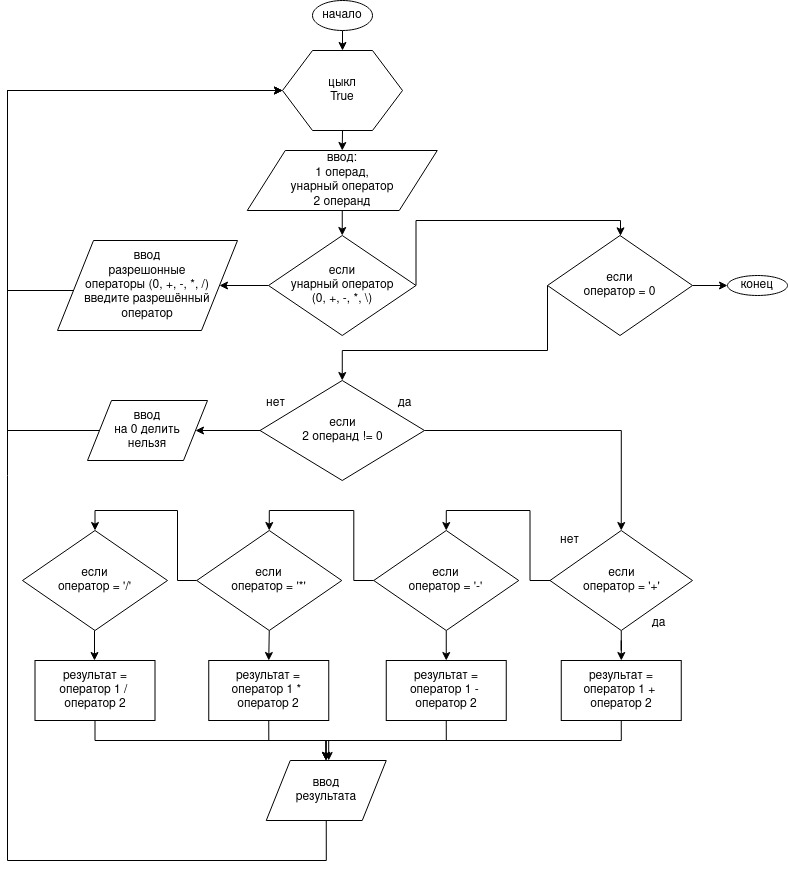 начало
цыкл
True
ввод:
1 операд,
унарный оператор
2 операнд
ввод
разрешонные
операторы (0, +, -, *, /)
введите разрешённый
оператор
если
унарный оператор
(0, +, -, *, \)
если
оператор = 0
конец
нет
да
ввод
на 0 делить
нельзя
если
2 операнд != 0
нет
если
оператор = '/'
если
оператор = '*'
если
оператор = '-'
если
оператор = '+'
да
результат =
оператор 1 /
оператор 2
результат =
оператор 1 *
оператор 2
результат =
оператор 1 -
оператор 2
результат =
оператор 1 +
оператор 2
ввод
результата